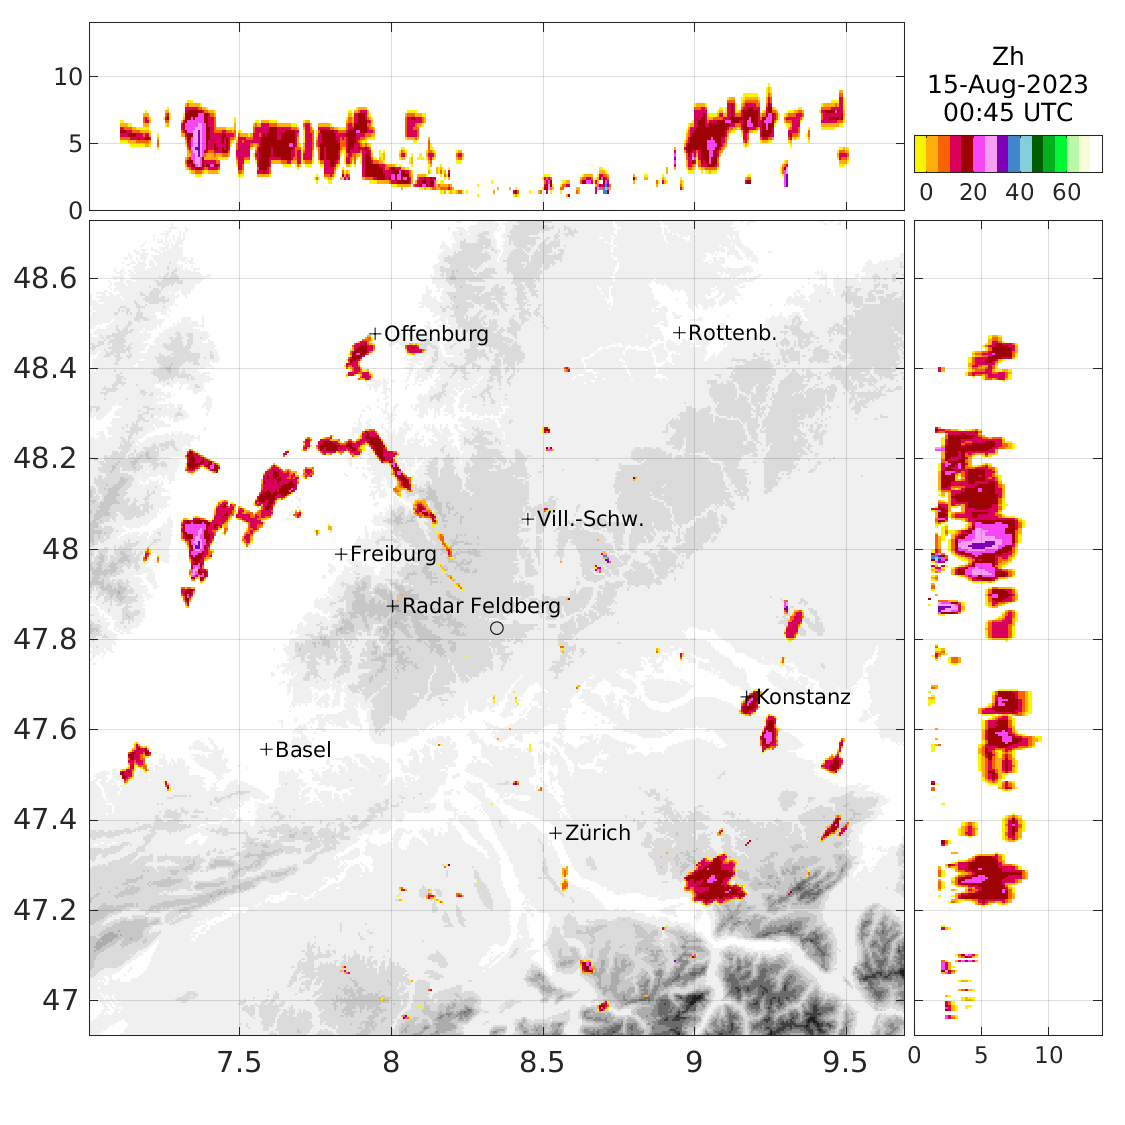 Zh
15-Aug-2023
00:45 UTC
0 20 40 60
10
5
0
48.6
48.4
48.2
48
47.8
47.6
47.4
47.2
47
Offenburg
Rottenb.
Vill.-Schw.
Freiburg
Radar Feldberg
Konstanz
Basel
Zürich
7.5 8 8.5 9 9.5
0 5 10